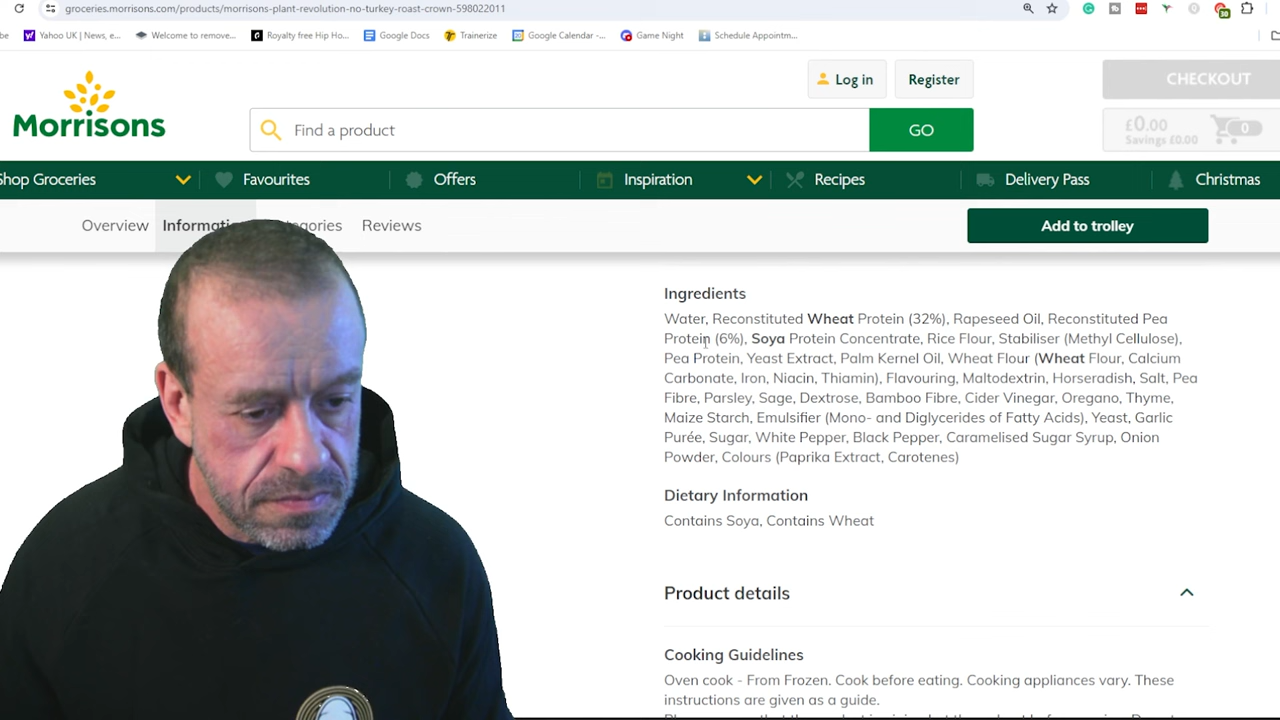 groceries.morrisons.com/products/morrisons-plant-revolution-no-turkey-roast-crown-598022011
30
be Yahoo UK | News, e... Welcome to remove... Royalty free Hip Ho... Google Docs Trainerize Google Calendar -... Game Night Schedule Appointm...
Log in Register CHECKOUT
Morrisons
Find a product GO £0.00 0
Savings £0.00
Shop Groceries Favourites Offers Inspiration Recipes Delivery Pass Christmas
Overview Informati egories Reviews Add to trolley
Ingredients
Water, Reconstituted Wheat Protein (32%), Rapeseed Oil, Reconstituted Pea
Protein (6%), Soya Protein Concentrate, Rice Flour, Stabiliser (Methyl Cellulose),
Pea Protein, Yeast Extract, Palm Kernel Oil, Wheat Flour (Wheat Flour, Calcium
Carbonate, Iron, Niacin, Thiamin), Flavouring, Maltodextrin, Horseradish, Salt, Pea
Fibre, Parsley, Sage, Dextrose, Bamboo Fibre, Cider Vinegar, Oregano, Thyme,
Maize Starch, Emulsifier (Mono- and Diglycerides of Fatty Acids), Yeast, Garlic
Purée, Sugar, White Pepper, Black Pepper, Caramelised Sugar Syrup, Onion
Powder, Colours (Paprika Extract, Carotenes)
Dietary Information
Contains Soya, Contains Wheat
Product details
Cooking Guidelines
Oven cook - From Frozen. Cook before eating. Cooking appliances vary. These
instructions are given as a guide.